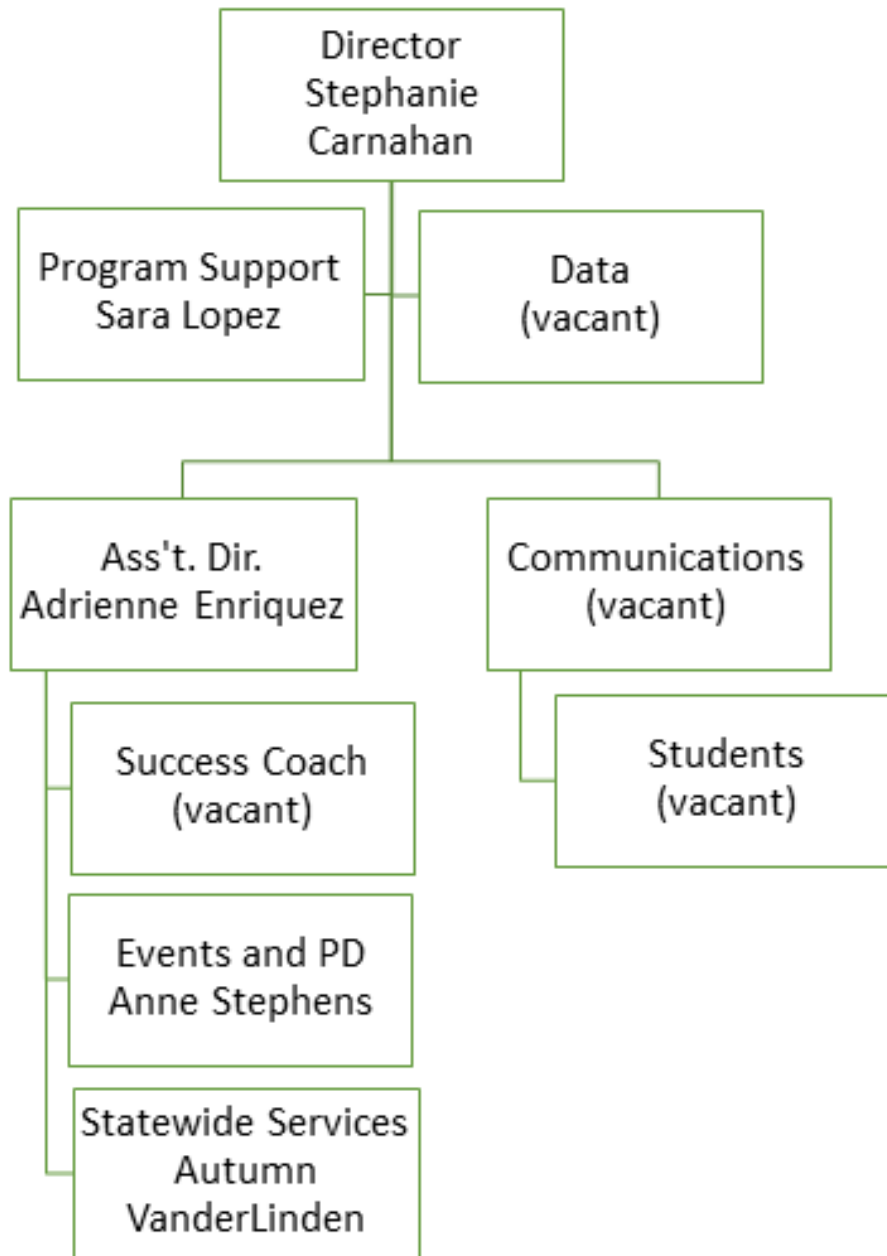 Director
Stephanie
Carnahan
Program Support
Sara Lopez
Data
(vacant)
Ass't. Dir.
Adrienne Enriquez
Communications
(vacant)
Success Coach
(vacant)
Students
(vacant)
Events and PD
Anne Stephens
Statewide Services
Autumn
VanderLinden